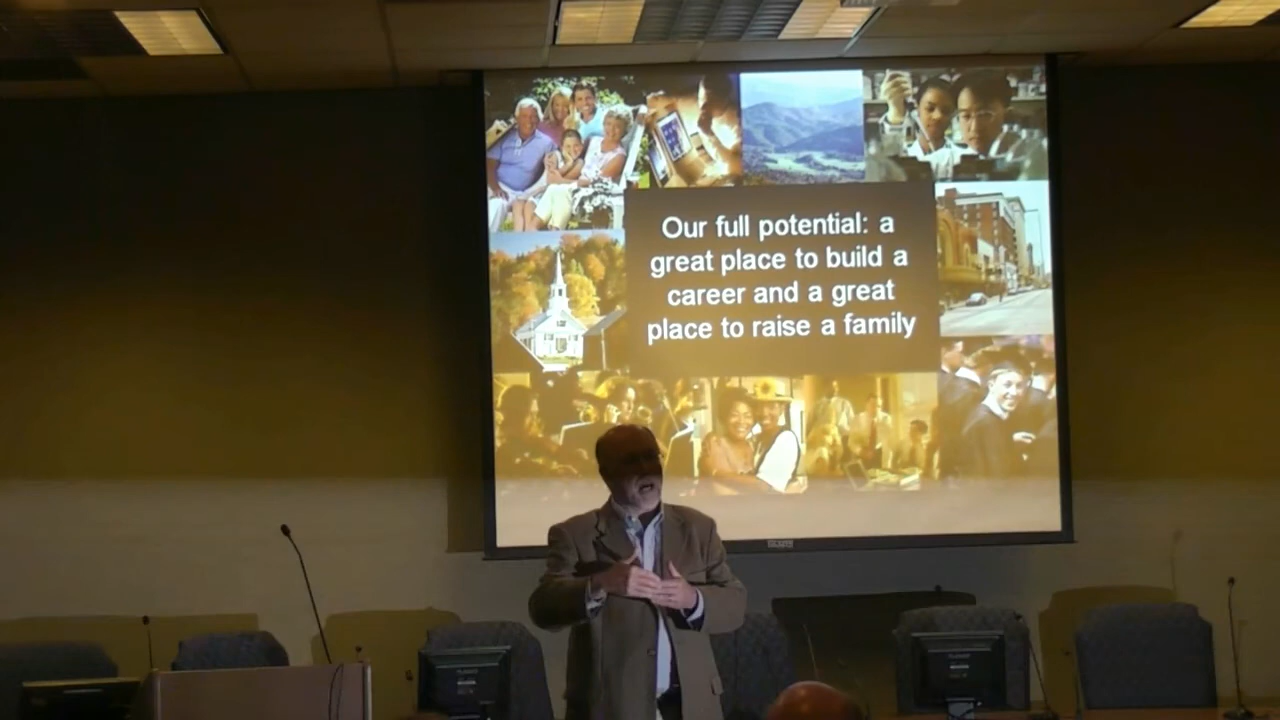 Our full potential: a
great place to build a
career and a great
place to raise a family